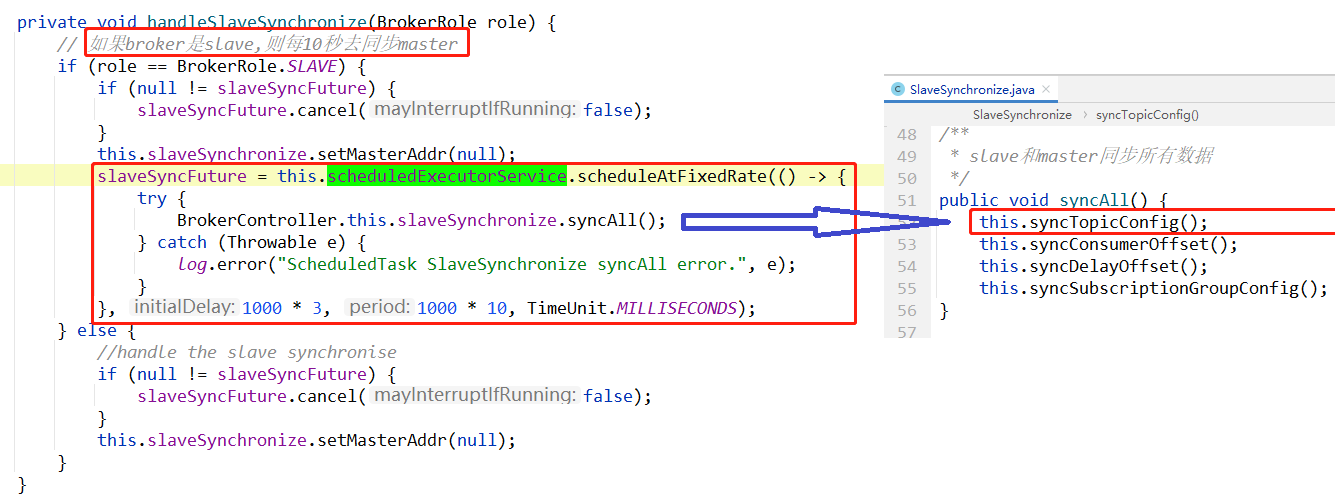 private void handleSlaveSynchronize(BrokerRole role) {
// 如果broker是slave,则每10秒去同步master
if (role == BrokerRole.SLAVE) {
if (null != slaveSyncFuture) {
slaveSyncFuture.cancel( mayInterruptIfRunning: false);
}
this.slaveSynchronize.setMasterAddr(null);
slaveSyncFuture = this.scheduledExecutorService.scheduleAtFixedRate(() -> {
try {
BrokerController.this.slaveSynchronize.syncAll();
} catch (Throwable e) {
log.error("ScheduledTask SlaveSynchronize syncAll error.", e);
}
}, initialDelay: 1000 * 3, period: 1000 * 10, TimeUnit.MILLISECONDS);
} else {
//handle the slave synchronise
if (null != slaveSyncFuture) {
slaveSyncFuture.cancel( mayInterruptIfRunning: false);
}
this.slaveSynchronize.setMasterAddr(null);
}
}
SlaveSynchronize.java
SlaveSynchronize › syncTopicConfig()
48 /**
49 * slave和master同步所有数据
50 */
51 public void syncAll() {
this.syncTopicConfig();
53 this.syncConsumerOffset();
54 this.syncDelayOffset();
55 this.syncSubscriptionGroupConfig();
56 }
57